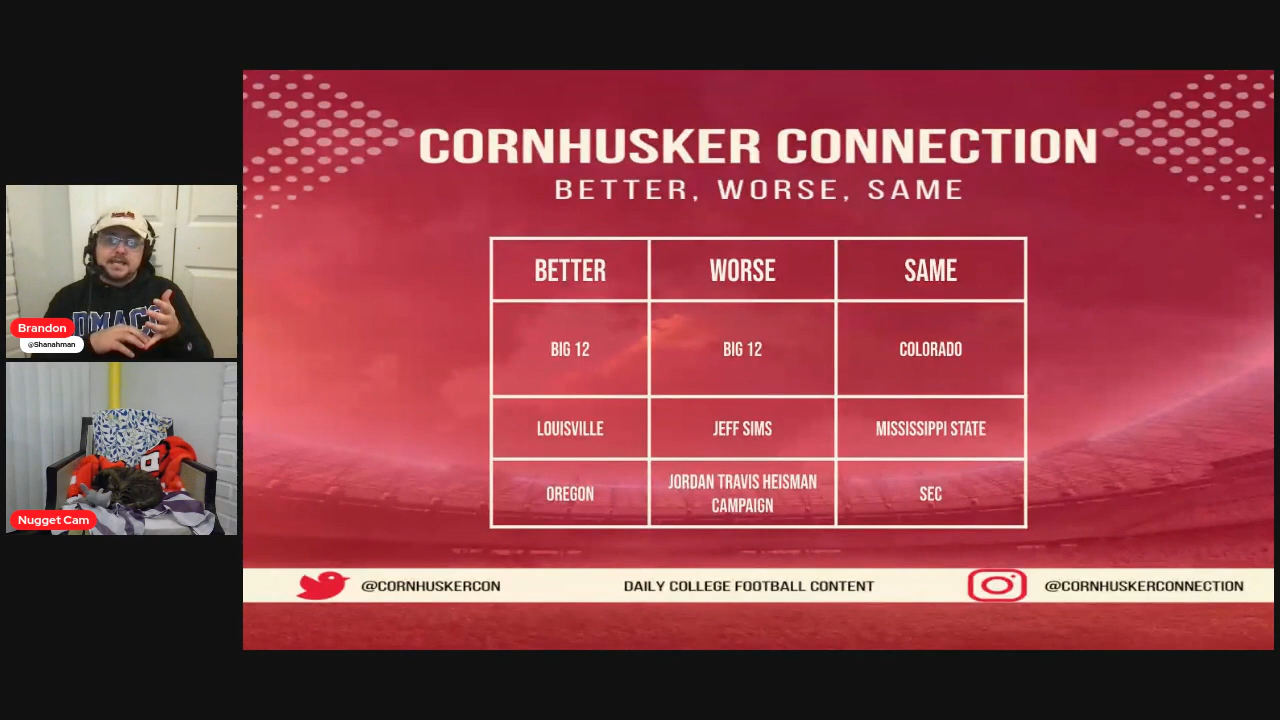 CORNHUSKER CONNECTION
BETTER, WORSE, SAME
BETTER WORSE SAME
BIG 12 BIG 12 COLORADO
LOUISVILLE JEFF SIMS MISSISSIPPI STATE
OREGON JORDAN TRAVIS HEISMAN CAMPAIGN SEC
@CORNHUSKERCON DAILY COLLEGE FOOTBALL CONTENT @CORNHUSKERCONNECTION
Brandon
@Shanahman
Nugget Cam